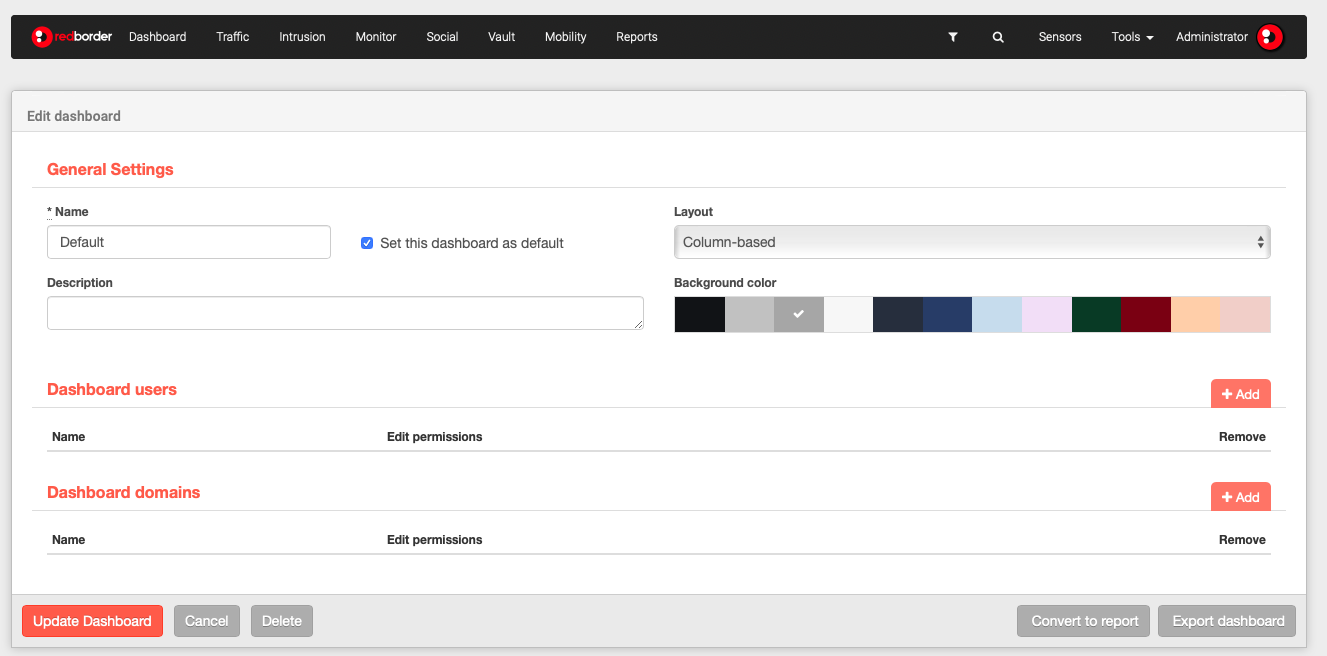 redborder Dashboard Traffic Intrusion Monitor Social Vault Mobility Reports Sensors Tools Administrator
Edit dashboard
General Settings
* Name
Layout
Default
Set this dashboard as default
Column-based
Description
Background color
Dashboard users
+ Add
Name Edit permissions Remove
Dashboard domains
+ Add
Name Edit permissions Remove
Update Dashboard Cancel Delete Convert to report Export dashboard